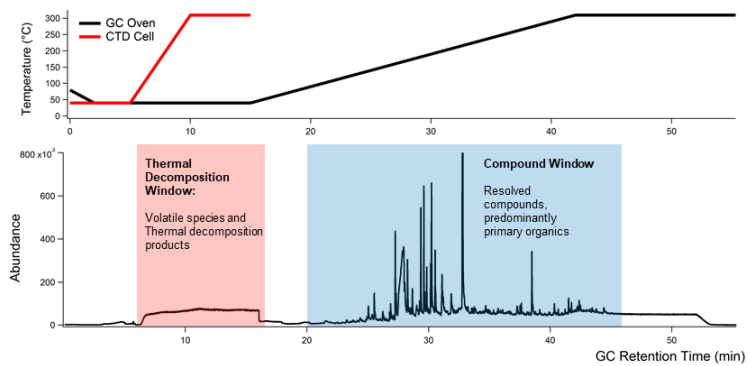 GC Oven
CTD Cell
Temperature (°C)
300
250
200
150
100
50
0
0
10
20
30
40
50
800 x10³
600
400
200
0
Abundance
Thermal
Decomposition
Window:
Volatile species and
Thermal decomposition
products
Compound Window
Resolved
compounds,
predominantly
primary organics
10
20
30
40
50
GC Retention Time (min)